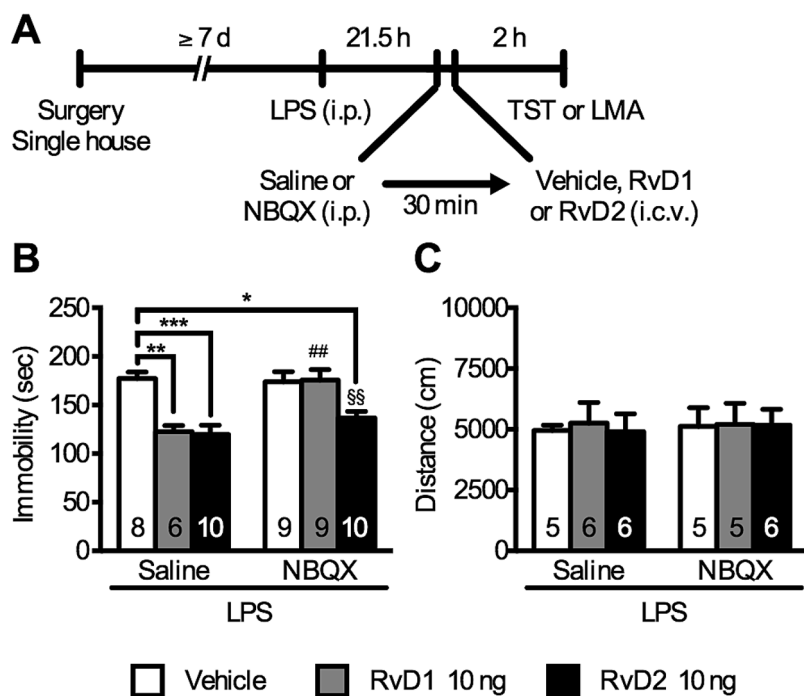 A
≥ 7 d
21.5 h
2 h
Surgery
Single house
LPS (i.p.)
TST or LMA
Saline or
NBQX (i.p.)
30 min
Vehicle, RvD1
or RvD2 (i.c.v.)
B
Immobility (sec)
250
200
150
100
50
0
*
***
**
##
§§
8
6
10
9
9
10
Saline
NBQX
LPS
C
Distance (cm)
10000
7500
5000
2500
0
5
6
6
5
5
6
Saline
NBQX
LPS
Vehicle
RvD1 10 ng
RvD2 10 ng